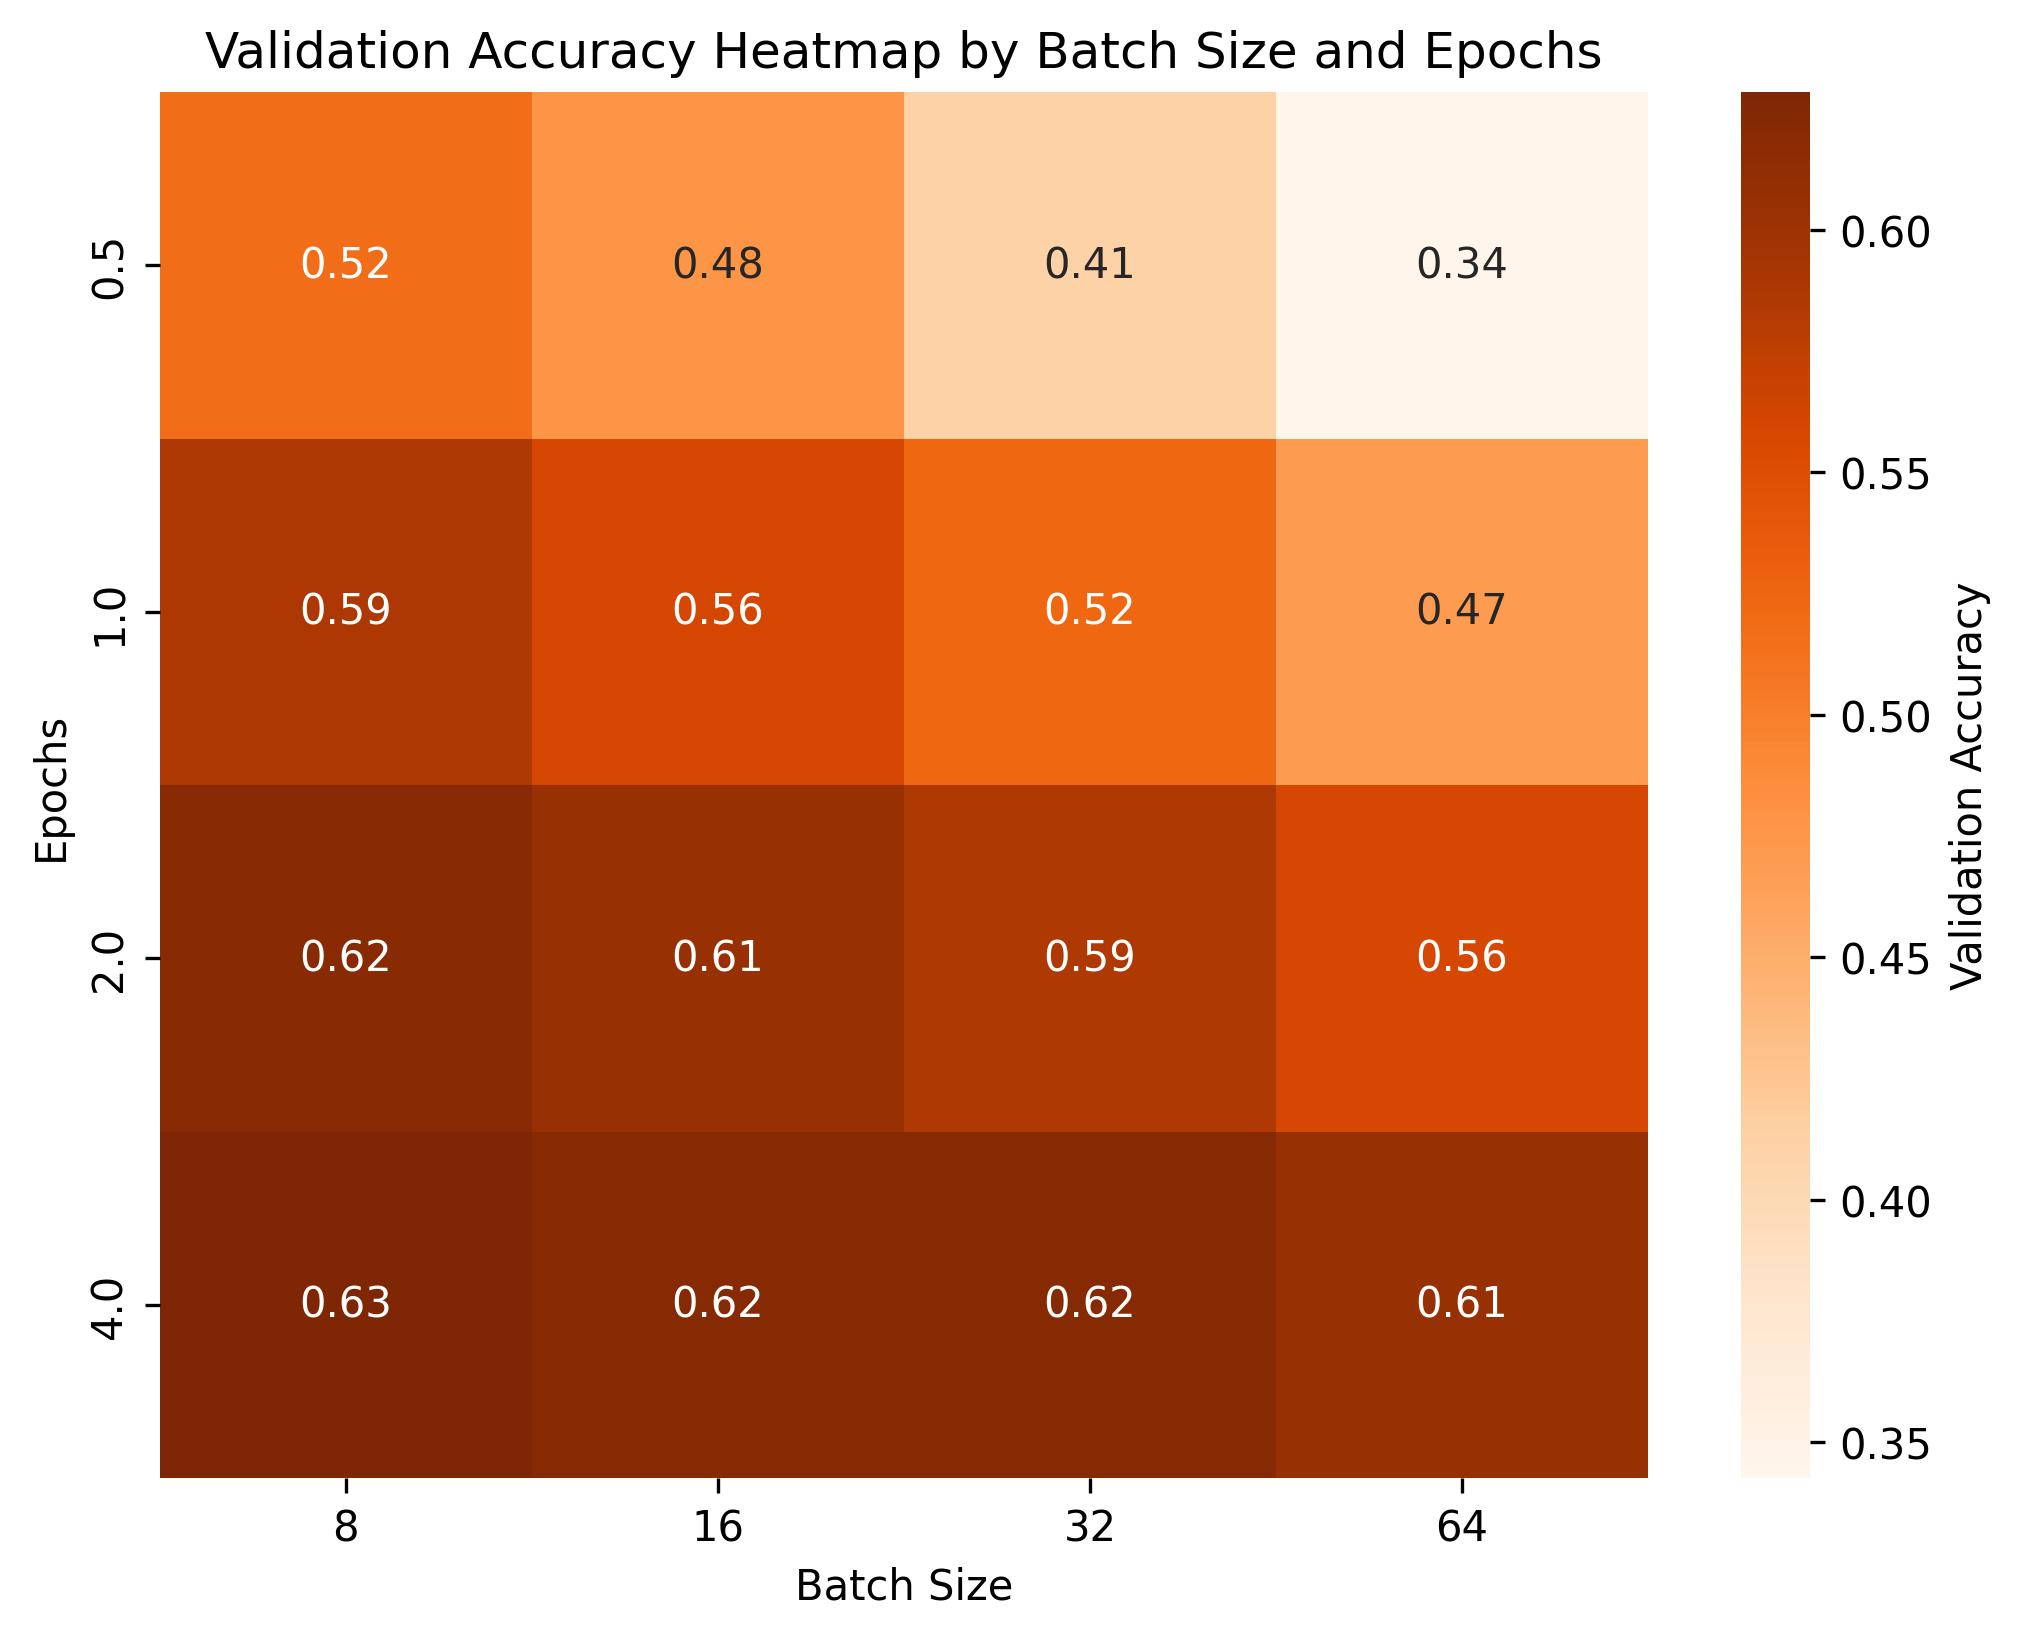 Validation Accuracy Heatmap by Batch Size and Epochs
0.5
0.52 0.48 0.41 0.34
1.0
0.59 0.56 0.52 0.47
2.0
0.62 0.61 0.59 0.56
4.0
0.63 0.62 0.62 0.61
Epochs
8 16 32 64
Batch Size
0.60
0.55
0.50
0.45
0.40
0.35
Validation Accuracy